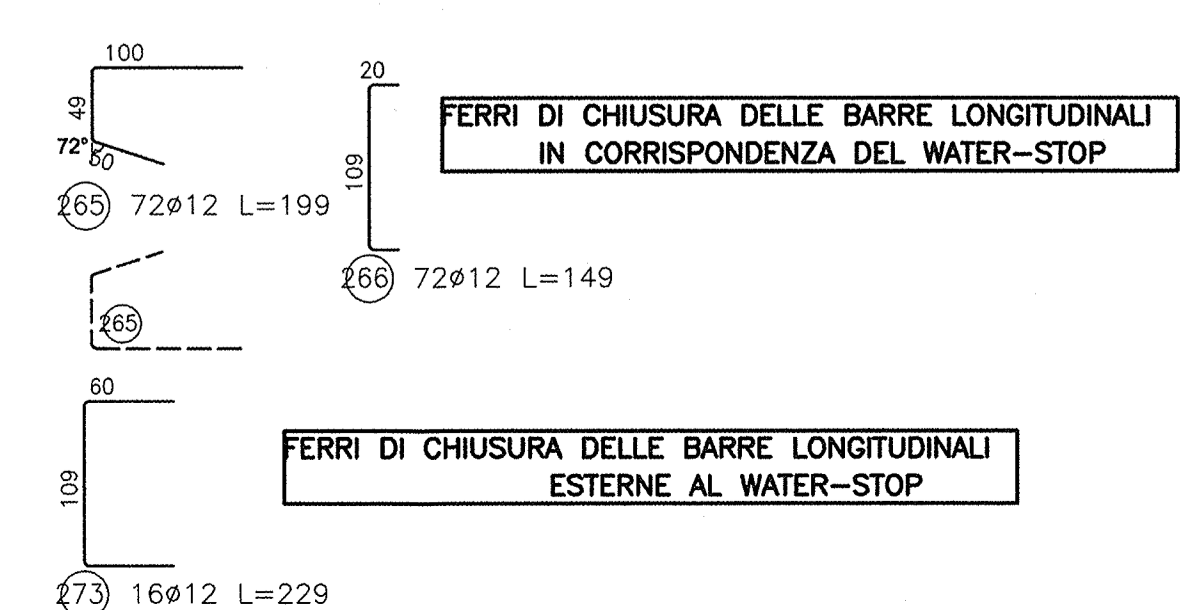 100
49
72°
50
265 72ø12 L=199
20
109
266 72ø12 L=149
FERRI DI CHIUSURA DELLE BARRE LONGITUDINALI
IN CORRISPONDENZA DEL WATER-STOP
265
60
109
273 16ø12 L=229
FERRI DI CHIUSURA DELLE BARRE LONGITUDINALI
ESTERNE AL WATER-STOP